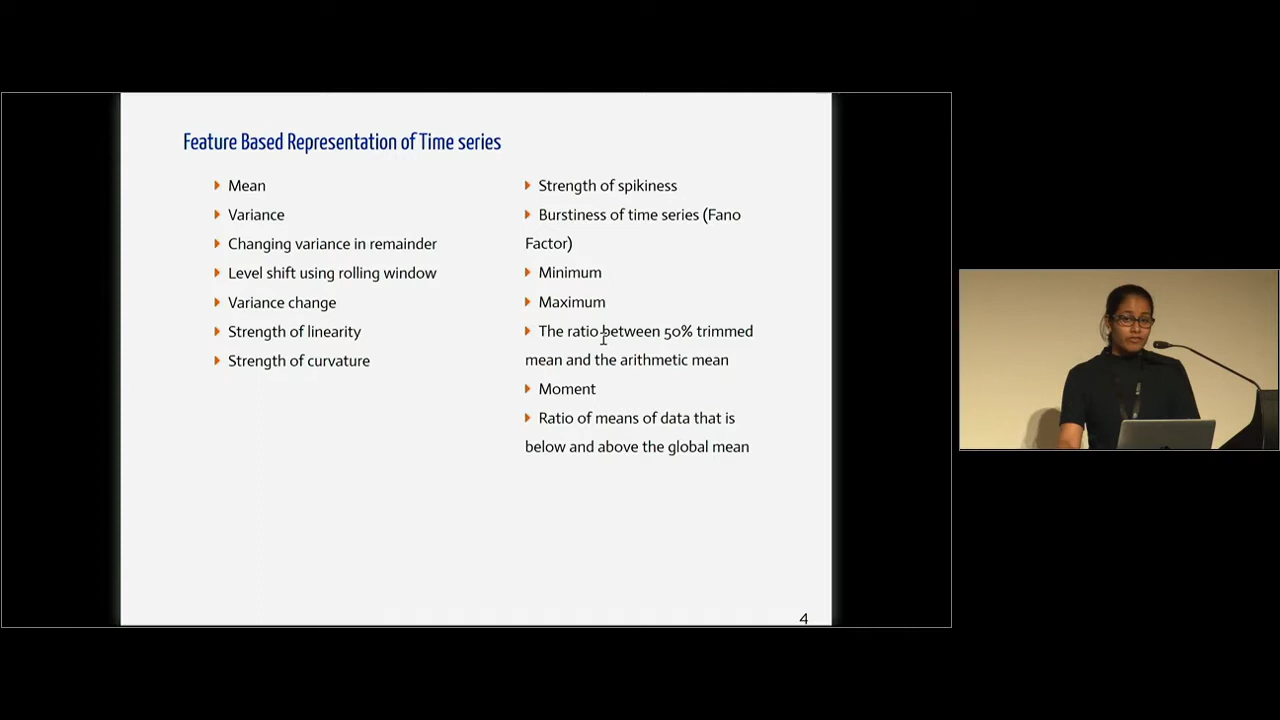 Feature Based Representation of Time series
Mean
Variance
Changing variance in remainder
Level shift using rolling window
Variance change
Strength of linearity
Strength of curvature
Strength of spikiness
Burstiness of time series (Fano
Factor)
Minimum
Maximum
The ratio between 50% trimmed
mean and the arithmetic mean
Moment
Ratio of means of data that is
below and above the global mean
4